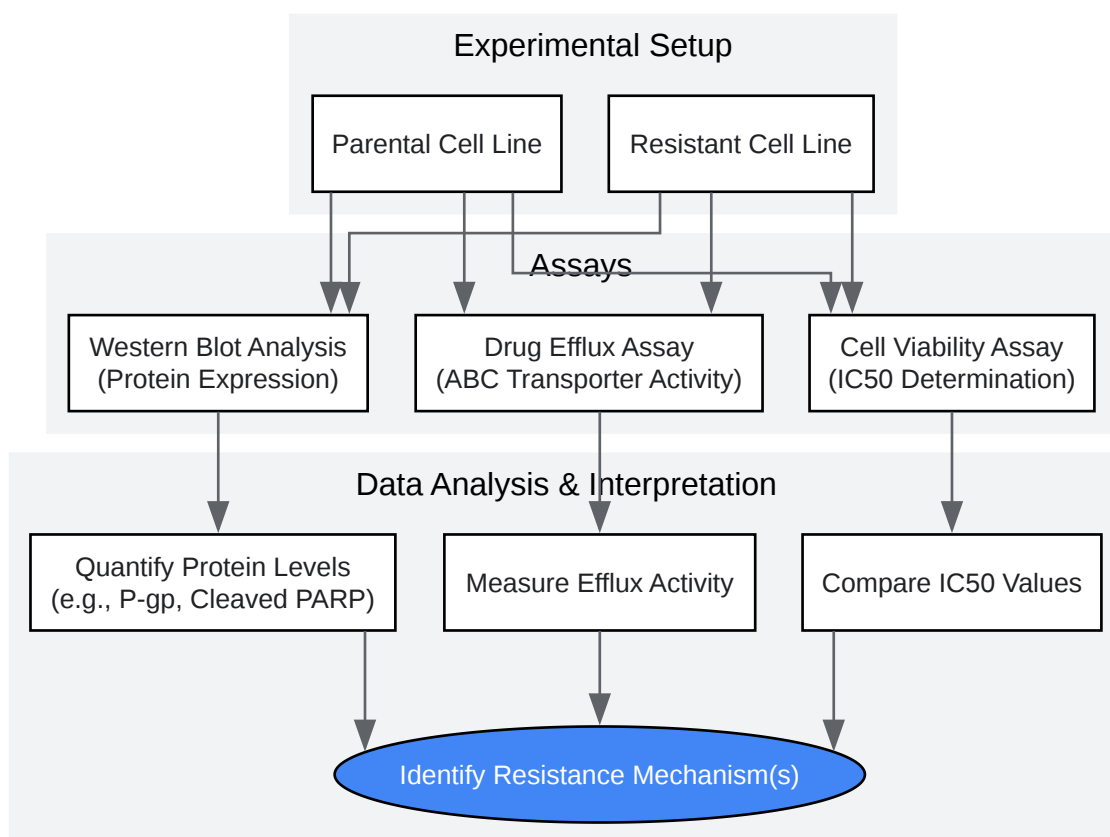 Experimental Setup
Parental Cell Line
Resistant Cell Line
Assays
Western Blot Analysis
(Protein Expression)
Drug Efflux Assay
(ABC Transporter Activity)
Cell Viability Assay
(IC50 Determination)
Data Analysis & Interpretation
Quantify Protein Levels
(e.g., P-gp, Cleaved PARP)
Measure Efflux Activity
Compare IC50 Values
Identify Resistance Mechanism(s)